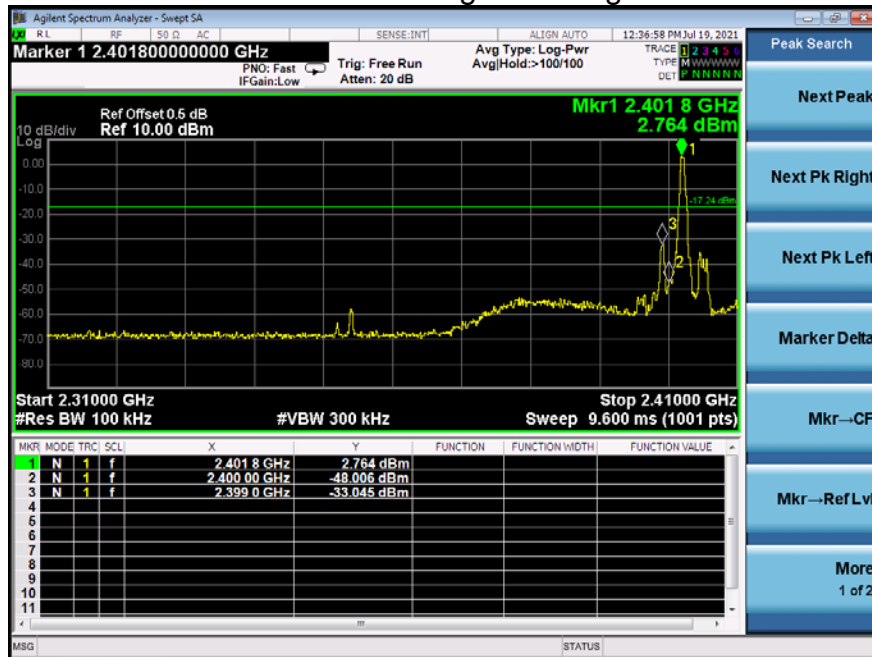 Agilent Spectrum Analyzer - Swept SA
RL RF 50 Ω AC SENSE:INT ALIGN AUTO 12:36:58 PM Jul 19, 2021
Marker 1 2.401800000000 GHz
PNO: Fast
IFGain:Low
Trig: Free Run
Atten: 20 dB
Avg Type: Log-Pwr
Avg|Hold:>100/100
TRACE 1 2 3 4 5 6
TYPE M W W W W W
DET P N N N N N
Peak Search
Next Peak
Next Pk Right
Next Pk Left
Marker Delta
Mkr→CF
Mkr→Ref Lvl
More
1 of 2
Ref Offset 0.5 dB
Ref 10.00 dBm
10 dB/div
Log
Mkr1 2.401 8 GHz
2.764 dBm
0.00
-10.0
-20.0
-30.0
-40.0
-50.0
-60.0
-70.0
-80.0
1
-17.24 dBm
3
2
Start 2.31000 GHz
Stop 2.41000 GHz
#Res BW 100 kHz
#VBW 300 kHz
Sweep 9.600 ms (1001 pts)
MKR MODE TRC SCL X Y FUNCTION FUNCTION WIDTH FUNCTION VALUE
1 N 1 f 2.401 8 GHz 2.764 dBm
2 N 1 f 2.400 00 GHz -48.006 dBm
3 N 1 f 2.399 0 GHz -33.045 dBm
4
5
6
7
8
9
10
11
MSG
STATUS